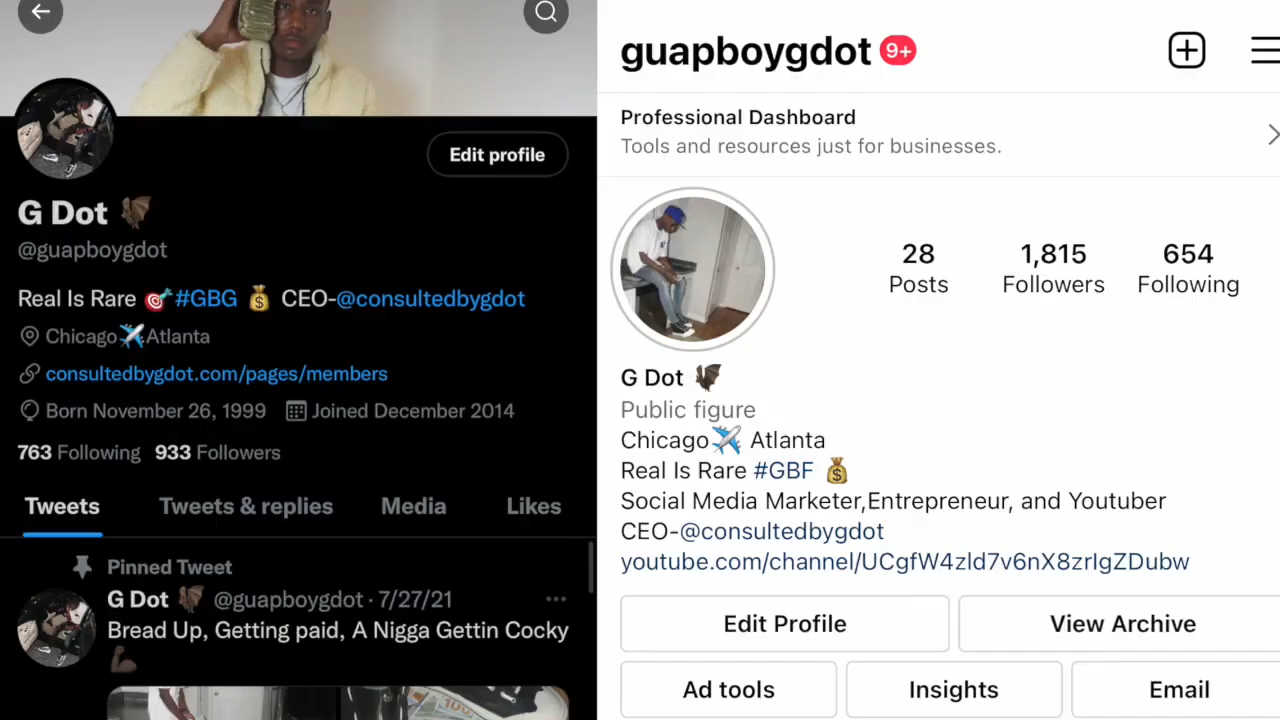 Edit profile
G Dot 🦇
@guapboygdot
Real Is Rare 🎯#GBG 💰 CEO-@consultedbygdot
Chicago✈️Atlanta
consultedbygdot.com/pages/members
Born November 26, 1999 Joined December 2014
763 Following 933 Followers
Tweets Tweets & replies Media Likes
Pinned Tweet
G Dot 🦇 @guapboygdot · 7/27/21 ...
Bread Up, Getting paid, A Nigga Gettin Cocky
💪🏿
guapboygdot 9+
Professional Dashboard
Tools and resources just for businesses.
28 1,815 654
Posts Followers Following
G Dot 🦇
Public figure
Chicago✈️ Atlanta
Real Is Rare #GBF 💰
Social Media Marketer,Entrepreneur, and Youtuber
CEO-@consultedbygdot
youtube.com/channel/UCgfW4zld7v6nX8zrIgZDubw
Edit Profile View Archive
Ad tools Insights Email